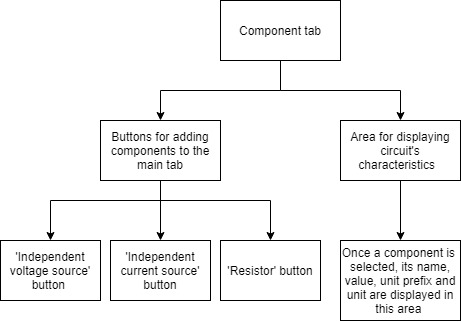 Component tab
Buttons for adding
components to the
main tab
Area for displaying
circuit's
characteristics
'Independent
voltage source'
button
'Independent
current source'
button
'Resistor' button
Once a component is
selected, its name,
value, unit prefix and
unit are displayed in
this area